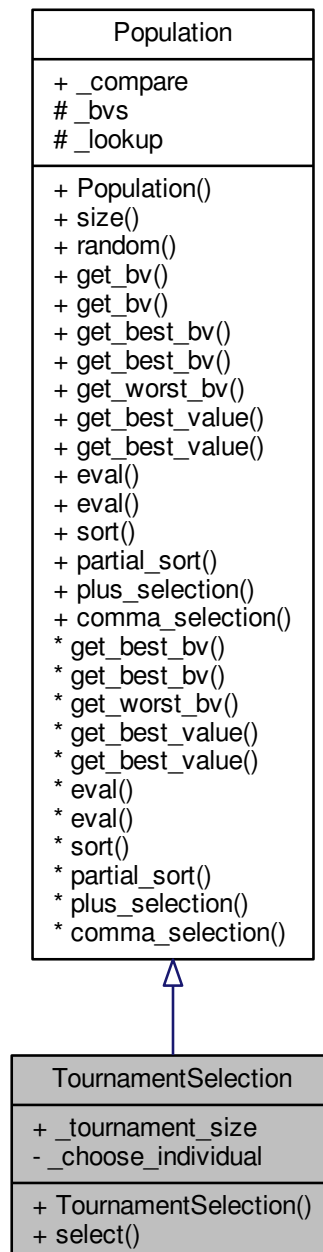 Population
+ _compare
# _bvs
# _lookup
+ Population()
+ size()
+ random()
+ get_bv()
+ get_bv()
+ get_best_bv()
+ get_best_bv()
+ get_worst_bv()
+ get_best_value()
+ get_best_value()
+ eval()
+ eval()
+ sort()
+ partial_sort()
+ plus_selection()
+ comma_selection()
* get_best_bv()
* get_best_bv()
* get_worst_bv()
* get_best_value()
* get_best_value()
* eval()
* eval()
* sort()
* partial_sort()
* plus_selection()
* comma_selection()
TournamentSelection
+ _tournament_size
- _choose_individual
+ TournamentSelection()
+ select()